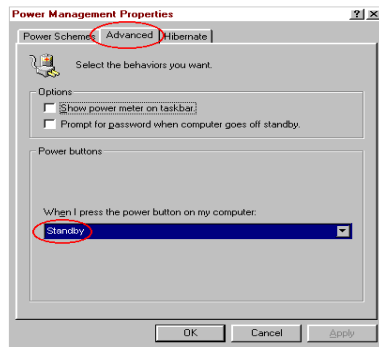 Power Management Properties
Power Schemes Advanced Hibernate
Select the behaviors you want.
Options
Show power meter on taskbar.
Prompt for password when computer goes off standby.
Power buttons
When I press the power button on my computer:
Standby
OK Cancel Apply